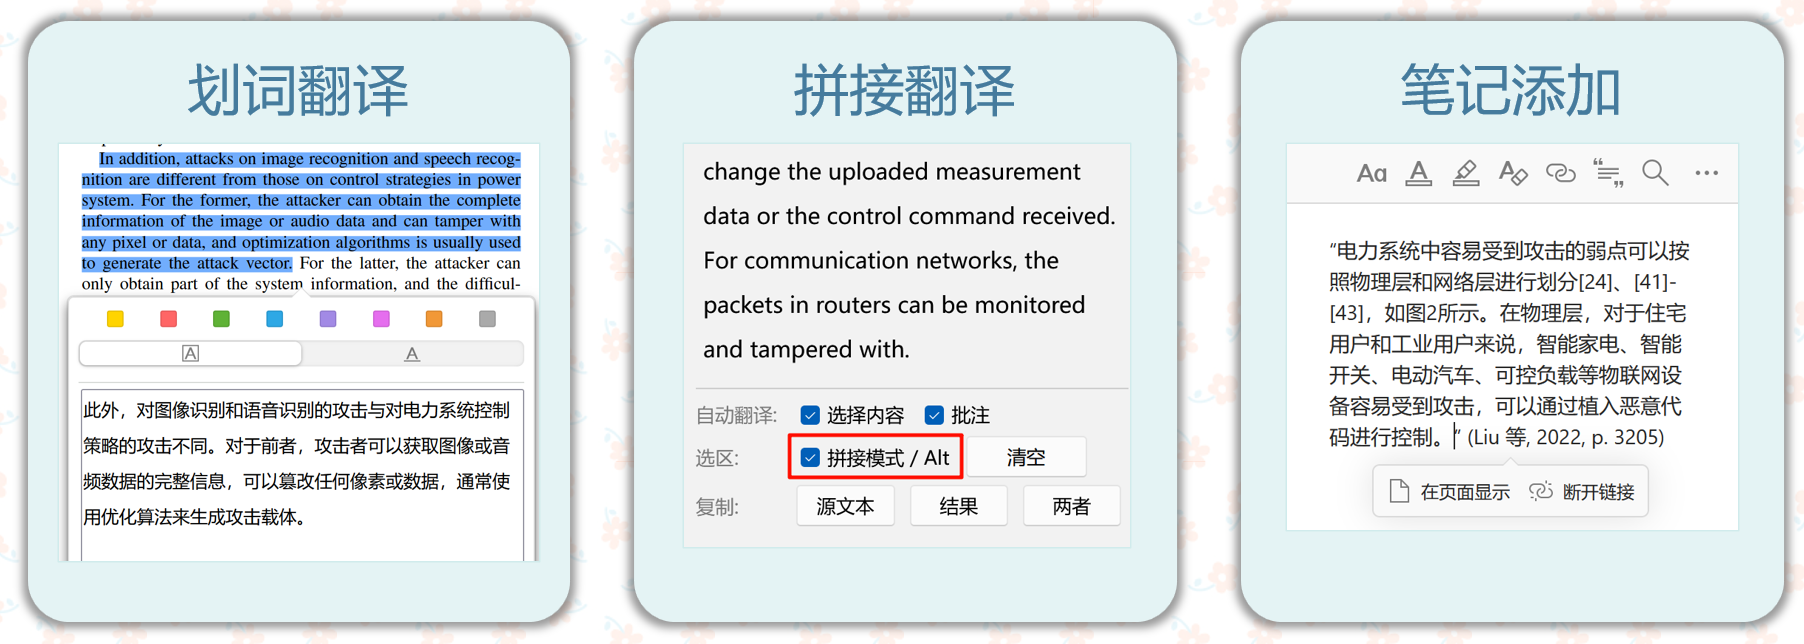 划词翻译
In addition, attacks on image recognition and speech recog-
nition are different from those on control strategies in power
system. For the former, the attacker can obtain the complete
information of the image or audio data and can tamper with
any pixel or data, and optimization algorithms is usually used
to generate the attack vector. For the latter, the attacker can
only obtain part of the system information, and the difficul-
A
A
此外，对图像识别和语音识别的攻击与对电力系统控制
策略的攻击不同。对于前者，攻击者可以获取图像或音
频数据的完整信息，可以篡改任何像素或数据，通常使
用优化算法来生成攻击载体。
拼接翻译
change the uploaded measurement
data or the control command received.
For communication networks, the
packets in routers can be monitored
and tampered with.
自动翻译: 选择内容 批注
选区: 拼接模式 / Alt 清空
复制: 源文本 结果 两者
笔记添加
Aa A A
“电力系统中容易受到攻击的弱点可以按
照物理层和网络层进行划分[24]、[41]-
[43]，如图2所示。在物理层，对于住宅
用户和工业用户来说，智能家电、智能
开关、电动汽车、可控负载等物联网设
备容易受到攻击，可以通过植入恶意代
码进行控制。” (Liu 等, 2022, p. 3205)
在页面显示 断开链接